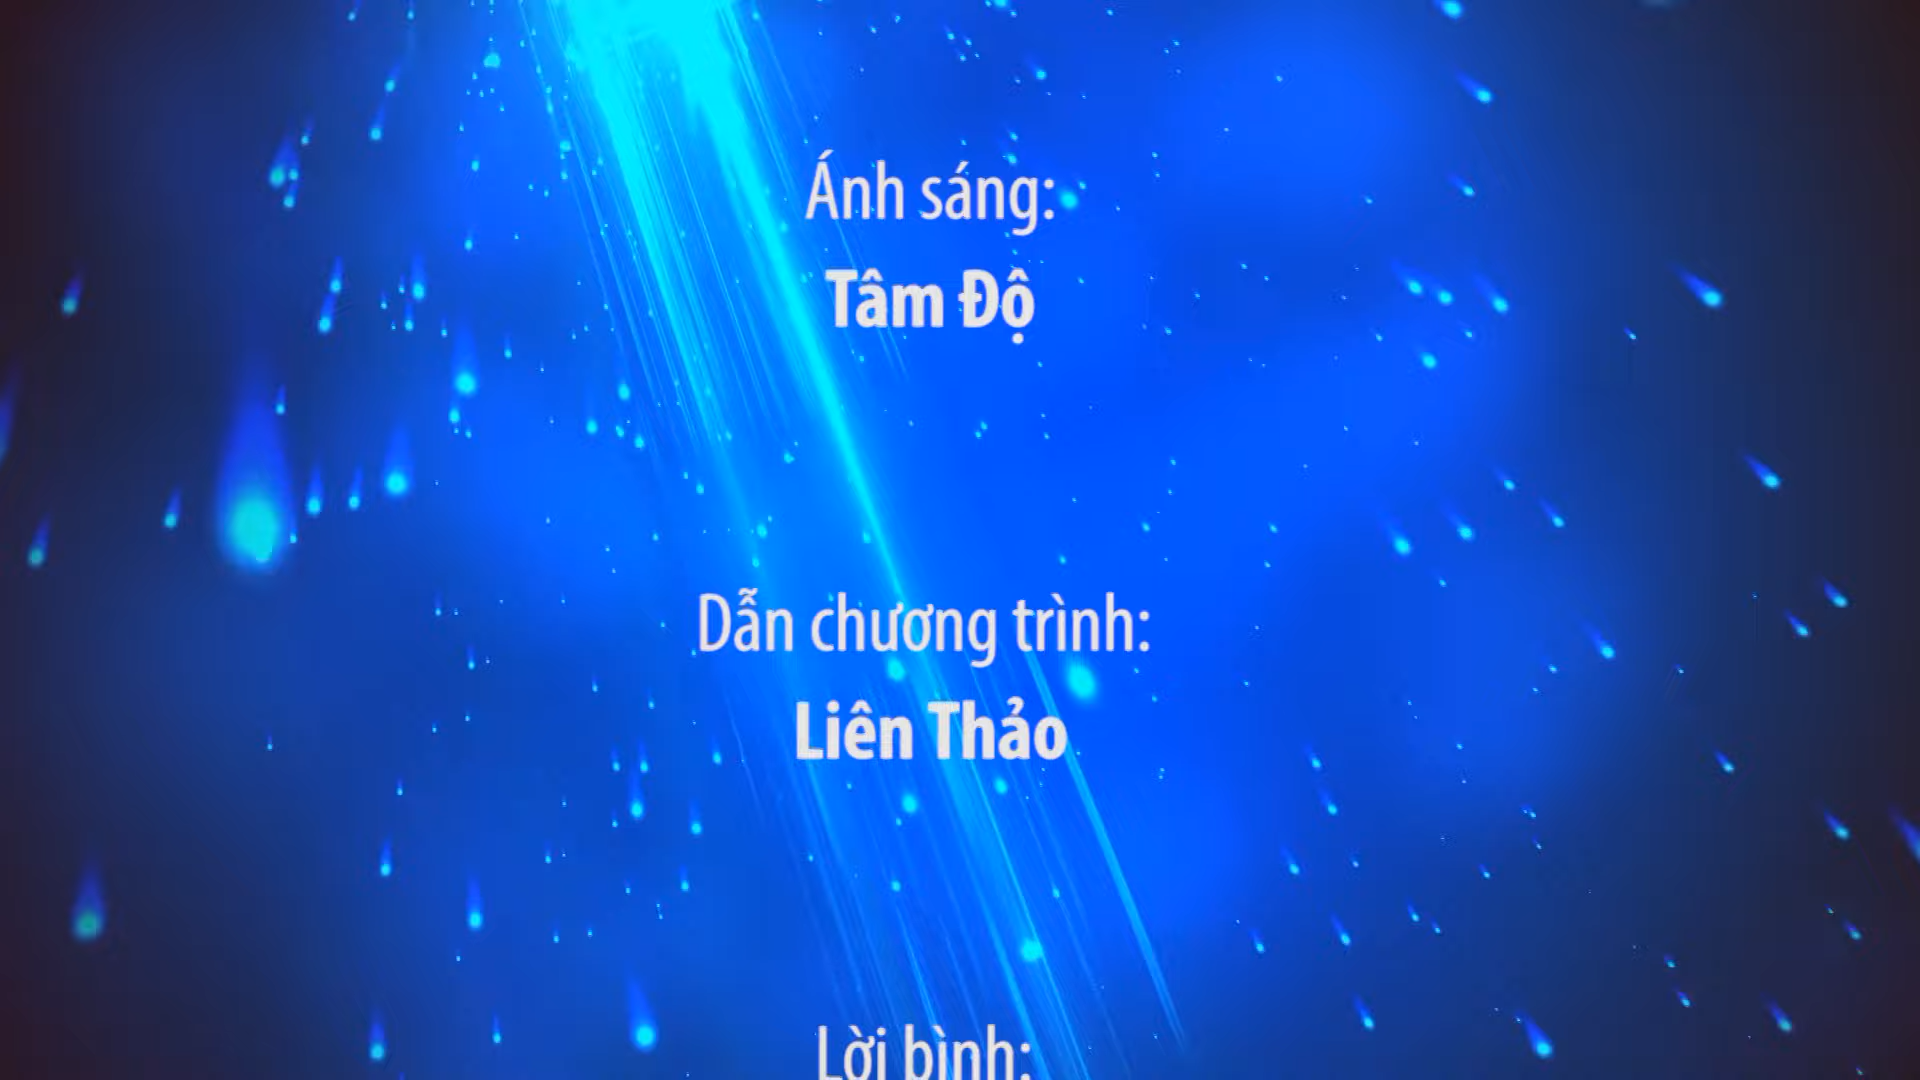 Ánh sáng:
Tâm Độ
Dẫn chương trình:
Liên Thảo
Lời bình: